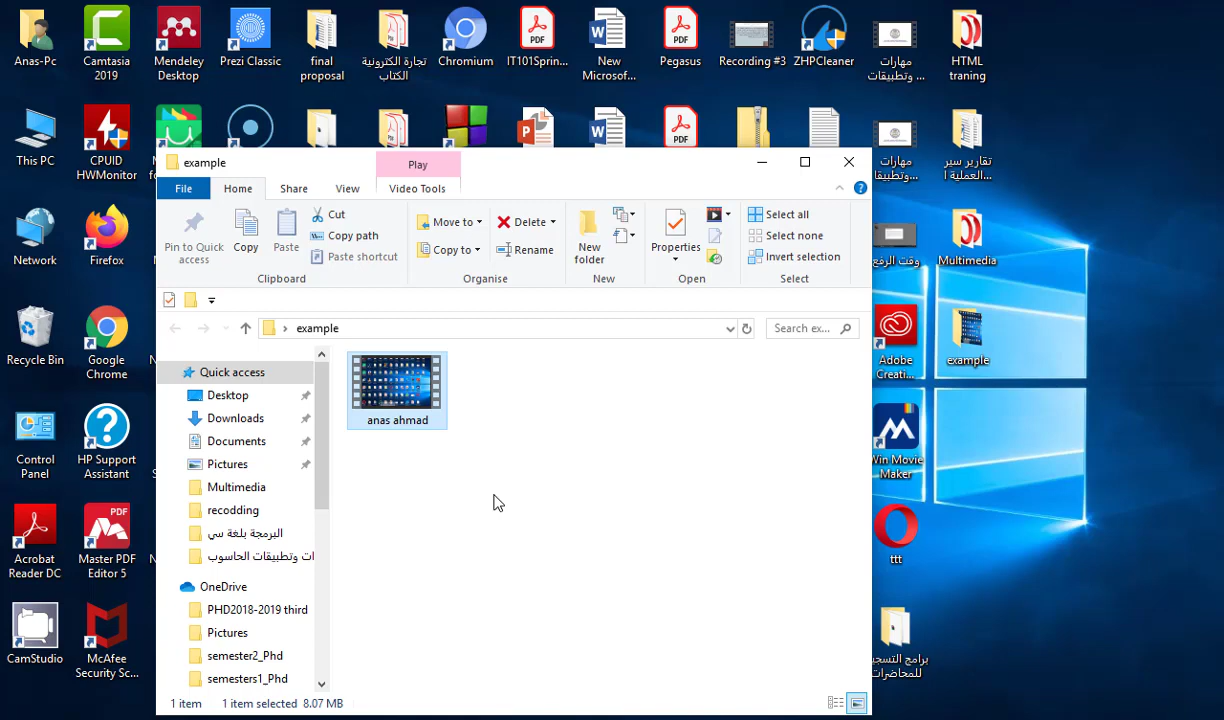 Anas-Pc
Camtasia
2019
Mendeley
Desktop
Prezi Classic
final
proposal
تجارة الكترونية
الكتاب
Chromium
IT101Sprin...
New
Microsof...
Pegasus
Recording #3
ZHPCleaner
مهارات
وتطبيقات ...
HTML
traning
This PC
CPUID
HWMonitor
مهارات
تقارير سير
العملية ا...
Network
Firefox
وقت الرفع
Multimedia
Recycle Bin
Google
Chrome
Adobe
Creati...
example
Control
Panel
HP Support
Assistant
Win Movie
Maker
Acrobat
Reader DC
Master PDF
Editor 5
ttt
CamStudio
McAfee
Security Sc...
برامج التسجيل
للمحاضرات
example
Play
File
Home
Share
View
Video Tools
Pin to Quick
access
Copy
Paste
Cut
Copy path
Paste shortcut
Clipboard
Move to
Copy to
Delete
Rename
Organise
New
folder
New
Properties
Open
Select all
Select none
Invert selection
Select
example
Search ex...
Quick access
Desktop
Downloads
Documents
Pictures
Multimedia
recodding
البرمجة بلغة سي
ات وتطبيقات الحاسوب
OneDrive
PHD2018-2019 third
Pictures
semester2_Phd
semesters1_Phd
anas ahmad
1 item
1 item selected 8.07 MB